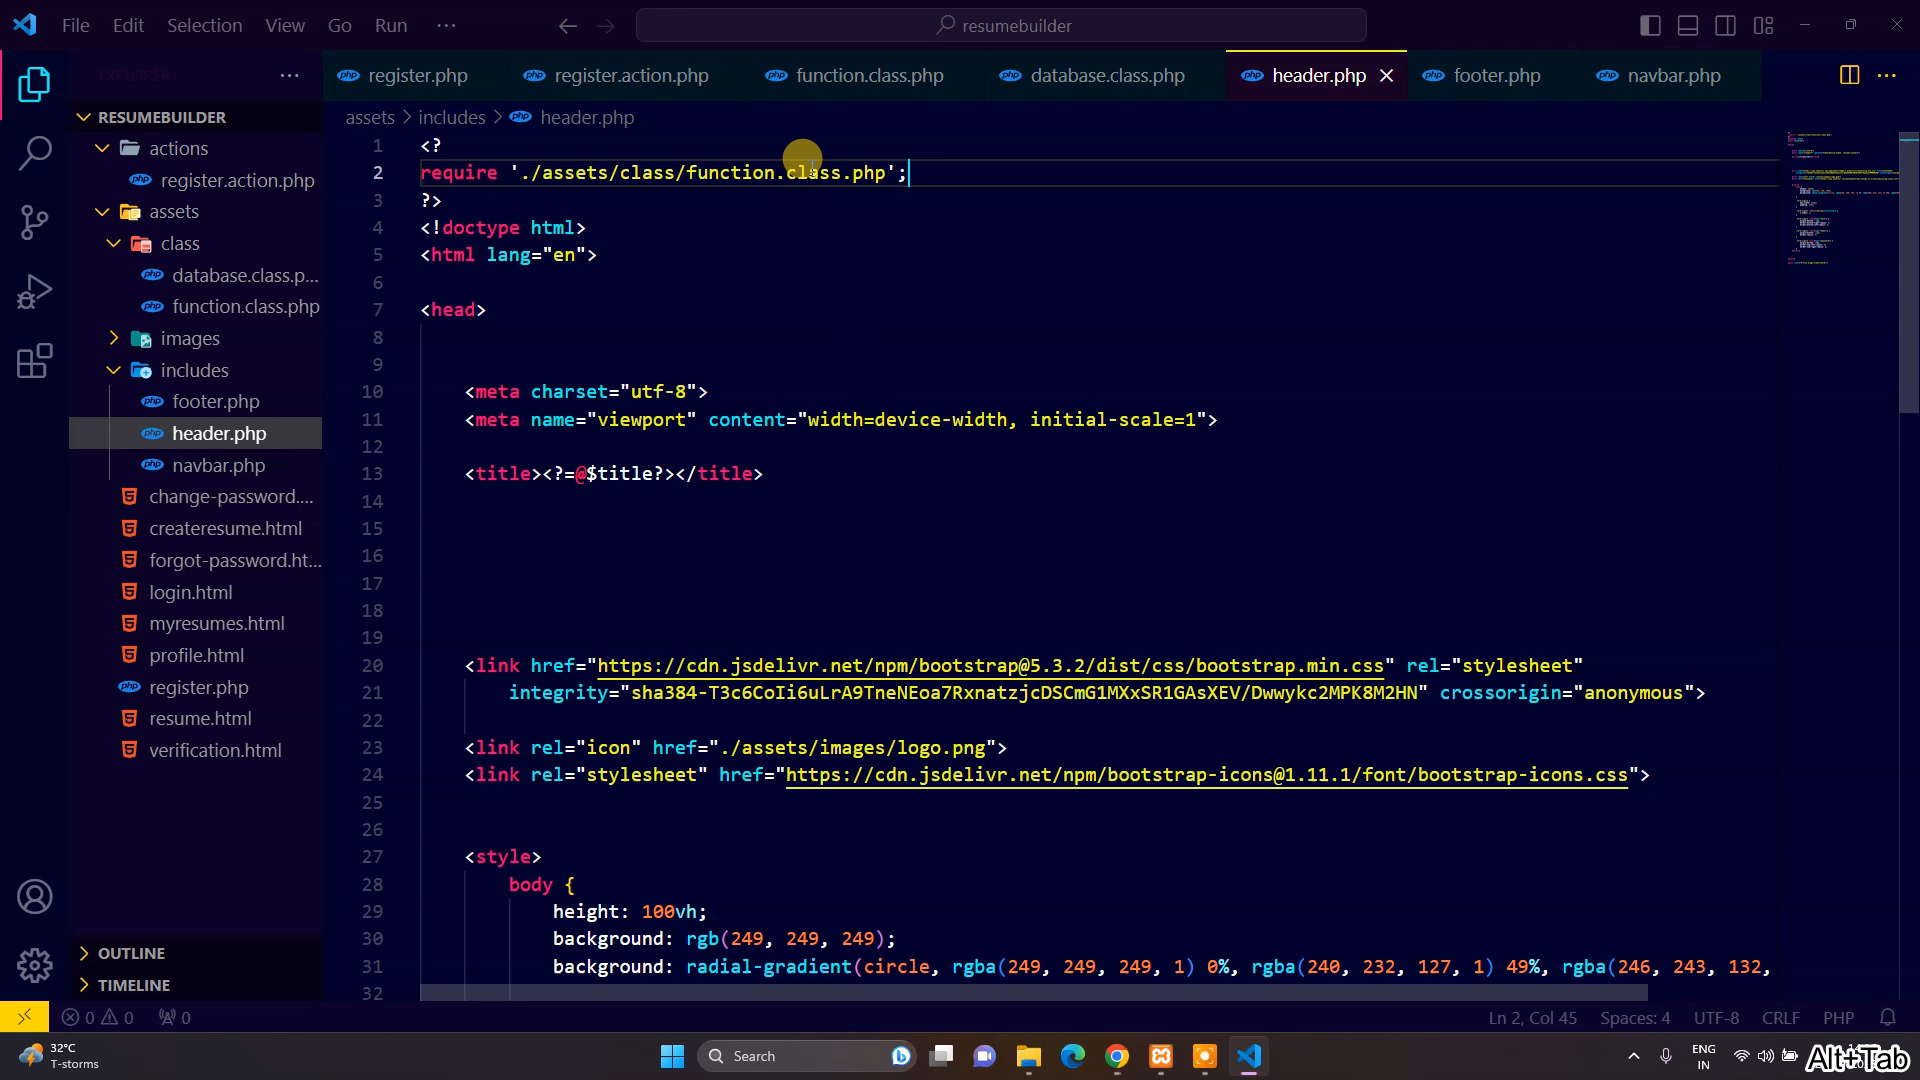 File Edit Selection View Go Run ···
resumebuilder
EXPLORER
RESUMEBUILDER
actions
register.action.php
assets
class
database.class.p...
function.class.php
images
includes
footer.php
header.php
navbar.php
change-password....
createresume.html
forgot-password.ht...
login.html
myresumes.html
profile.html
register.php
resume.html
verification.html
OUTLINE
TIMELINE
register.php register.action.php function.class.php database.class.php header.php footer.php navbar.php
assets > includes > header.php
1 <?
2 require './assets/class/function.class.php';
3 ?>
4 <!doctype html>
5 <html lang="en">
6
7 <head>
8
9
10 <meta charset="utf-8">
11 <meta name="viewport" content="width=device-width, initial-scale=1">
12
13 <title><?=@$title?></title>
14
15
16
17
18
19
20 <link href="https://cdn.jsdelivr.net/npm/bootstrap@5.3.2/dist/css/bootstrap.min.css" rel="stylesheet"
21 integrity="sha384-T3c6CoIi6uLrA9TneNEoa7RxnatzjcDSCmG1MXxSR1GAsXEV/Dwwykc2MPK8M2HN" crossorigin="anonymous">
22
23 <link rel="icon" href="./assets/images/logo.png">
24 <link rel="stylesheet" href="https://cdn.jsdelivr.net/npm/bootstrap-icons@1.11.1/font/bootstrap-icons.css">
25
26
27 <style>
28 body {
29 height: 100vh;
30 background: rgb(249, 249, 249);
31 background: radial-gradient(circle, rgba(249, 249, 249, 1) 0%, rgba(240, 232, 127, 1) 49%, rgba(246, 243, 132,
32
0 0 0
Ln 2, Col 45 Spaces: 4 UTF-8 CRLF PHP
32°C
T-storms
Search
ENG
IN
Alt+Tab